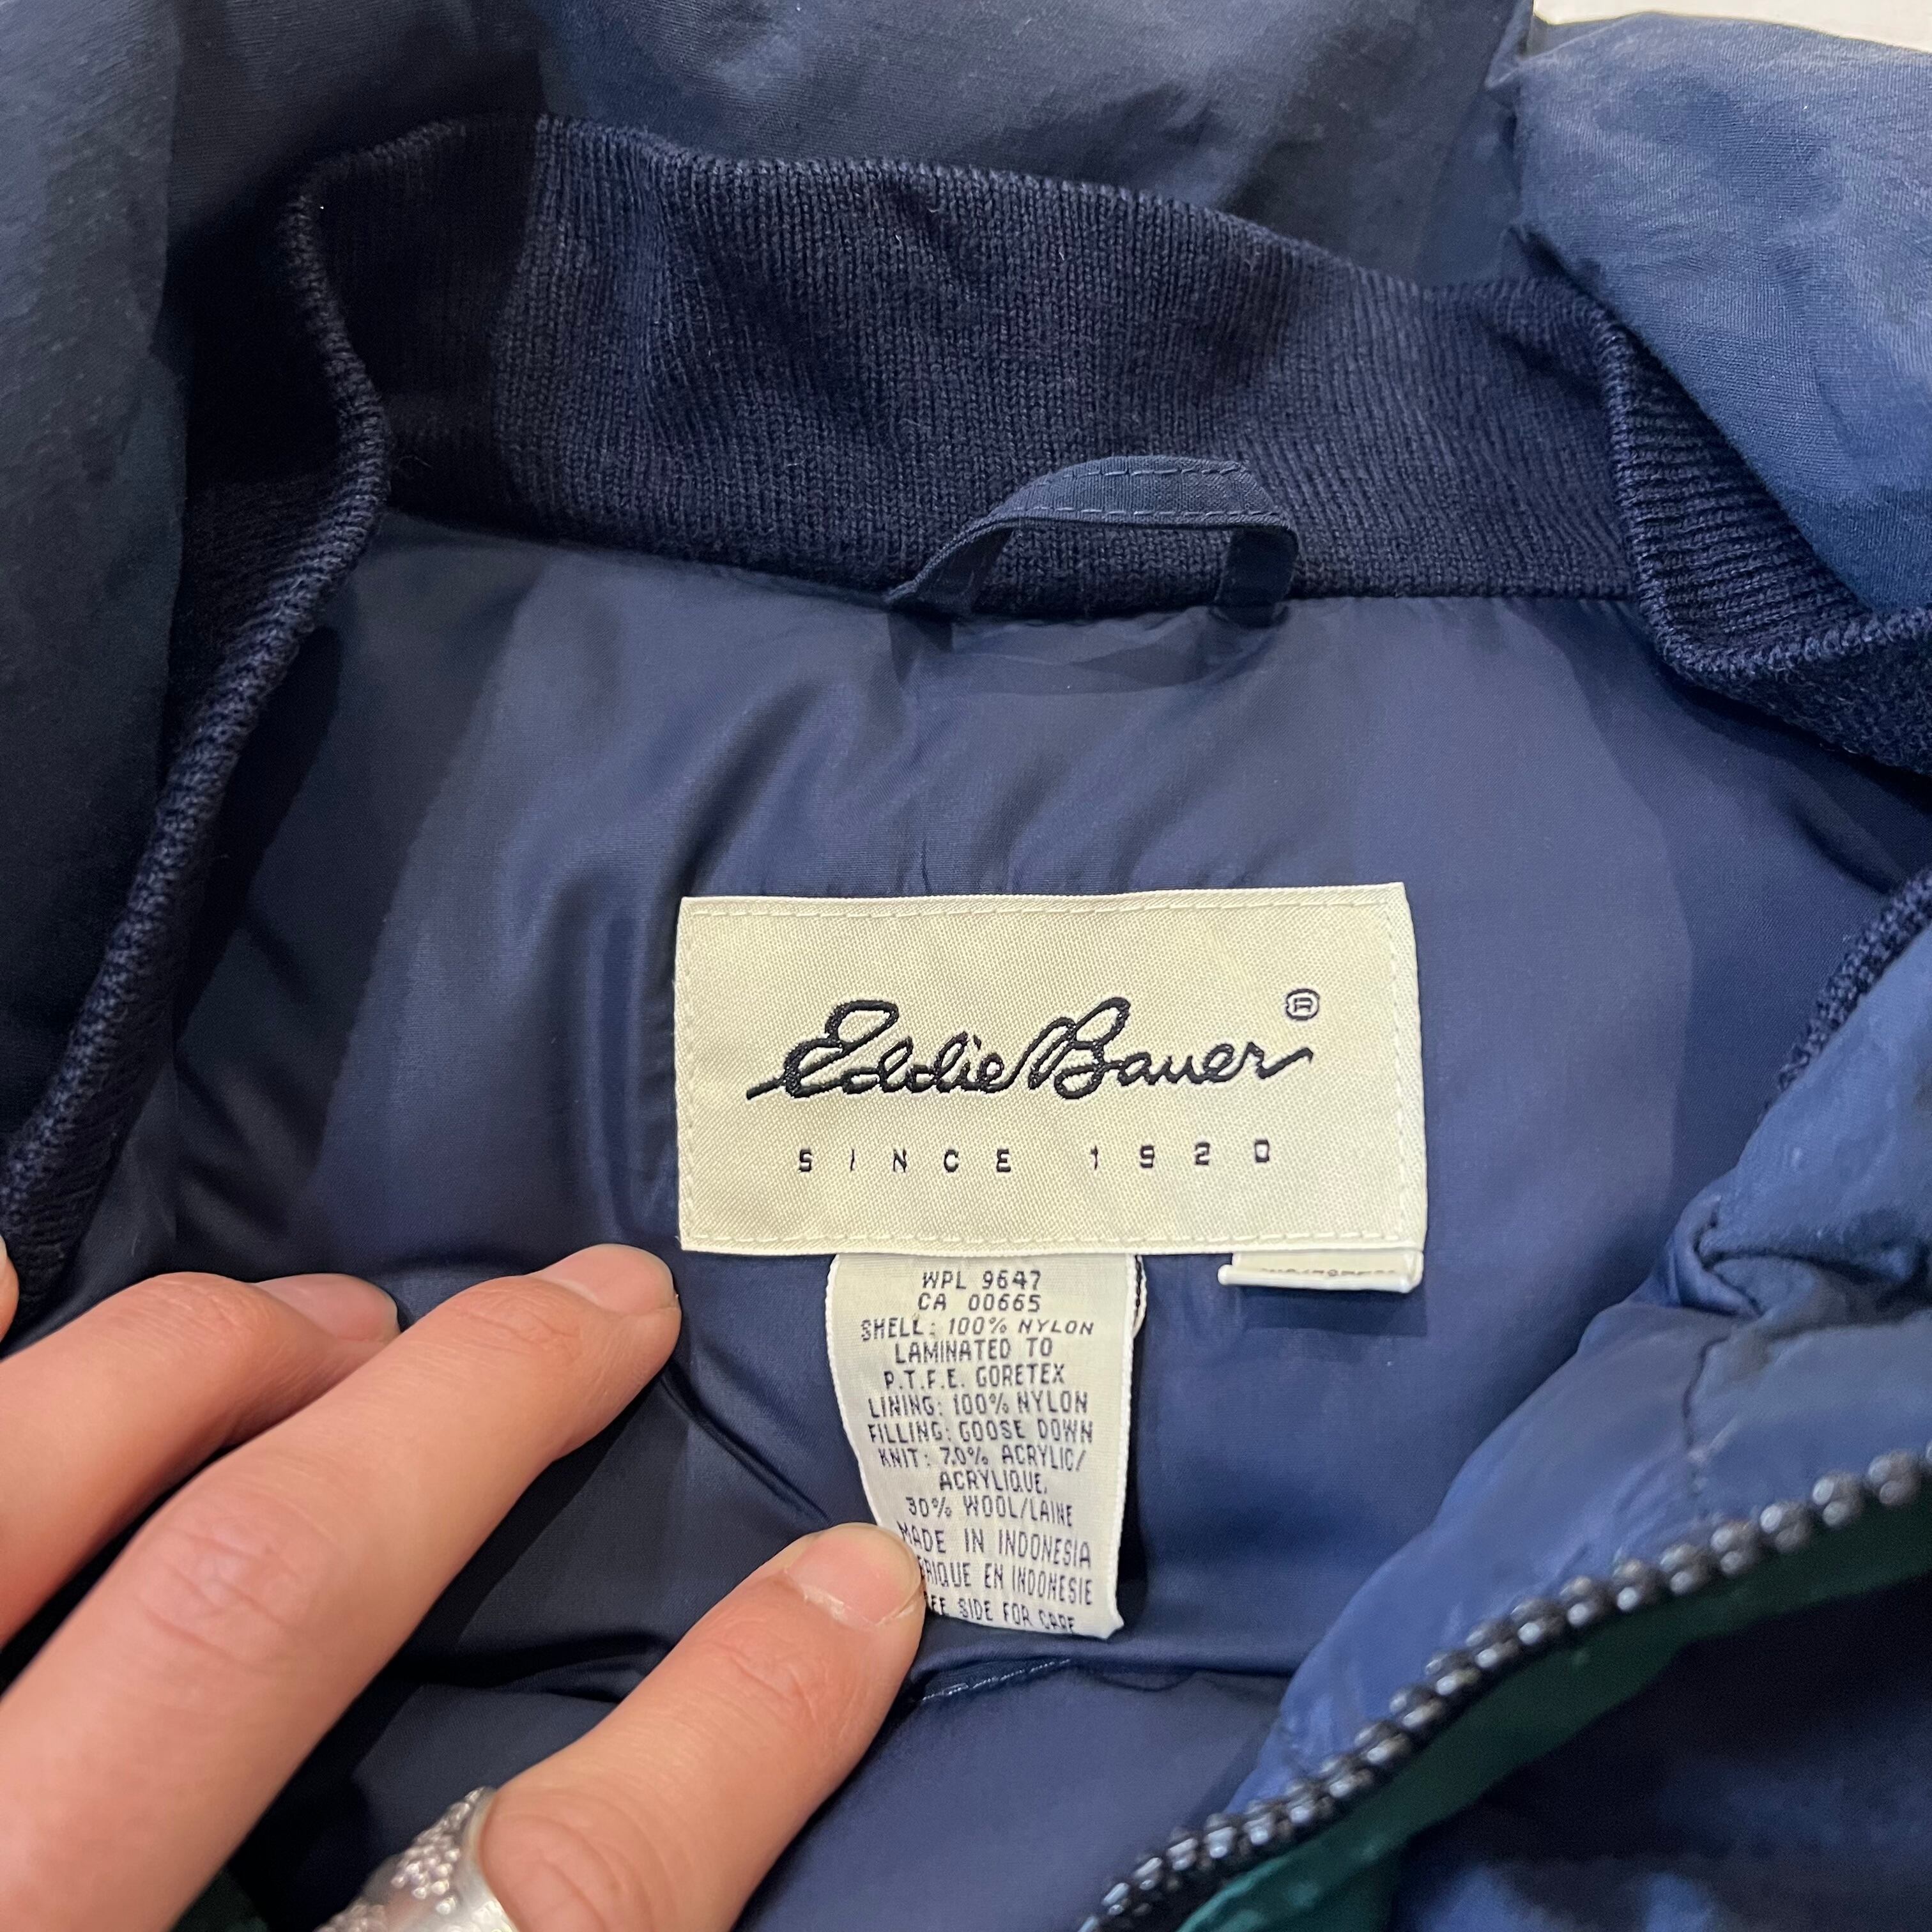 Eddie Bauer ®
SINCE 1920
WPL 9647
CA 00665
SHELL: 100% NYLON
LAMINATED TO
P.T.F.E. GORETEX
LINING: 100% NYLON
FILLING: GOOSE DOWN
KNIT: 70% ACRYLIC/
ACRYLIQUE,
30% WOOL/LAINE
MADE IN INDONESIA
EN INDONESIE
SIDE FOR CARE